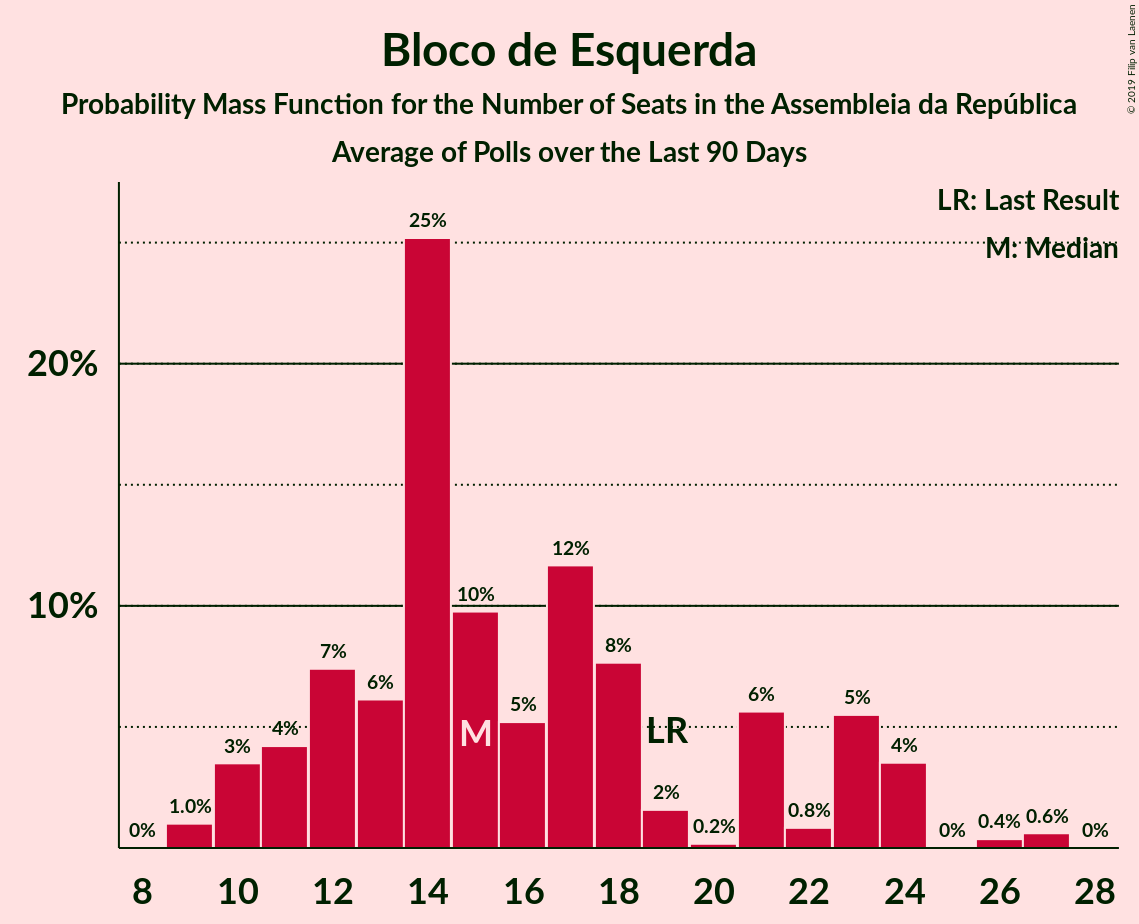 Bloco de Esquerda
Probability Mass Function for the Number of Seats in the Assembleia da República
Average of Polls over the Last 90 Days
© 2019 Filip van Laenen
LR: Last Result
M: Median
20%
10%
0%
1.0%
3%
4%
7%
6%
25%
10%
5%
12%
8%
2%
0.2%
6%
0.8%
5%
4%
0%
0.4%
0.6%
0%
M
LR
8 10 12 14 16 18 20 22 24 26 28